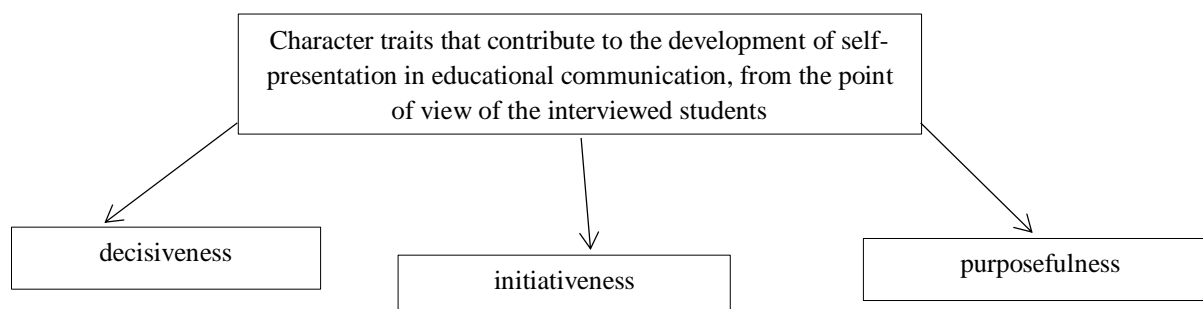 Character traits that contribute to the development of self-
presentation in educational communication, from the point
of view of the interviewed students
decisiveness
initiativeness
purposefulness